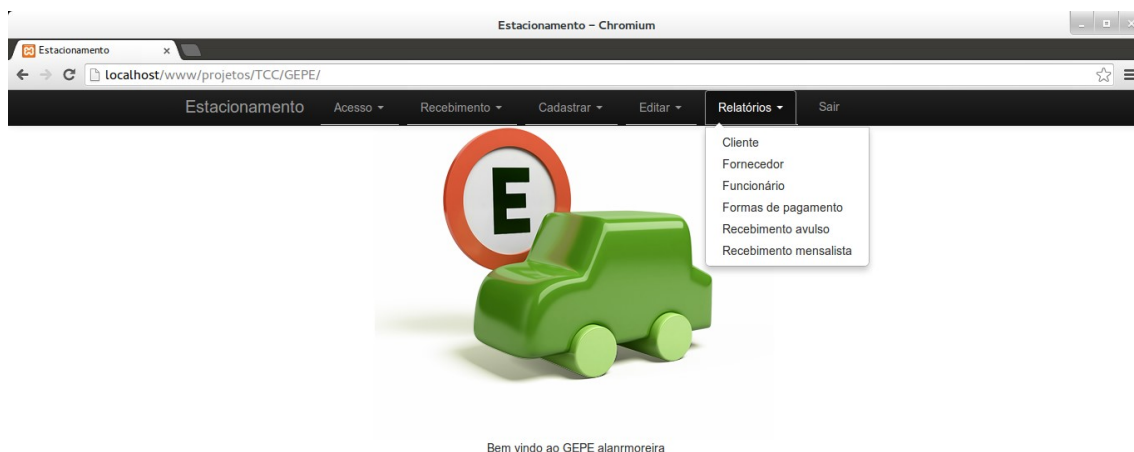 Estacionamento - Chromium
Estacionamento
localhost/www/projetos/TCC/GEPE/
Estacionamento Acesso Recebimento Cadastrar Editar Relatórios Sair
Cliente
Fornecedor
Funcionário
Formas de pagamento
Recebimento avulso
Recebimento mensalista
E
Bem vindo ao GEPE alanrmoreira